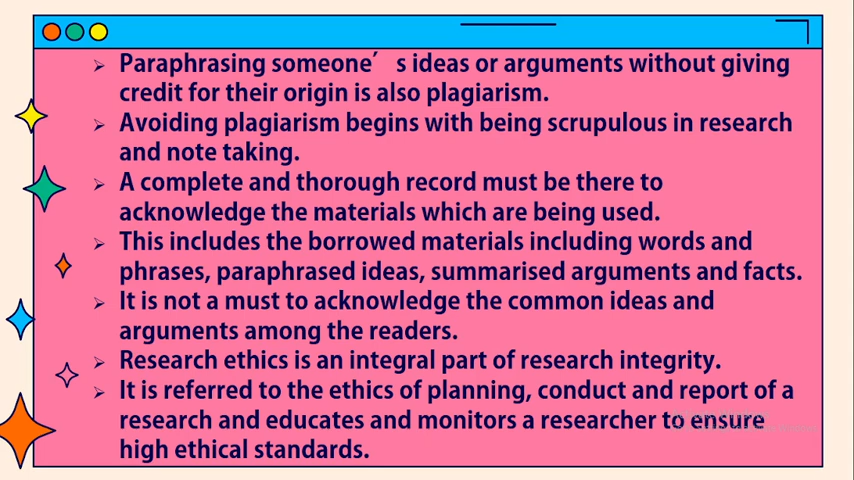 ➢ Paraphrasing someone’ s ideas or arguments without giving
credit for their origin is also plagiarism.
➢ Avoiding plagiarism begins with being scrupulous in research
and note taking.
➢ A complete and thorough record must be there to
acknowledge the materials which are being used.
➢ This includes the borrowed materials including words and
phrases, paraphrased ideas, summarised arguments and facts.
➢ It is not a must to acknowledge the common ideas and
arguments among the readers.
➢ Research ethics is an integral part of research integrity.
➢ It is referred to the ethics of planning, conduct and report of a
research and educates and monitors a researcher to ensure
high ethical standards.